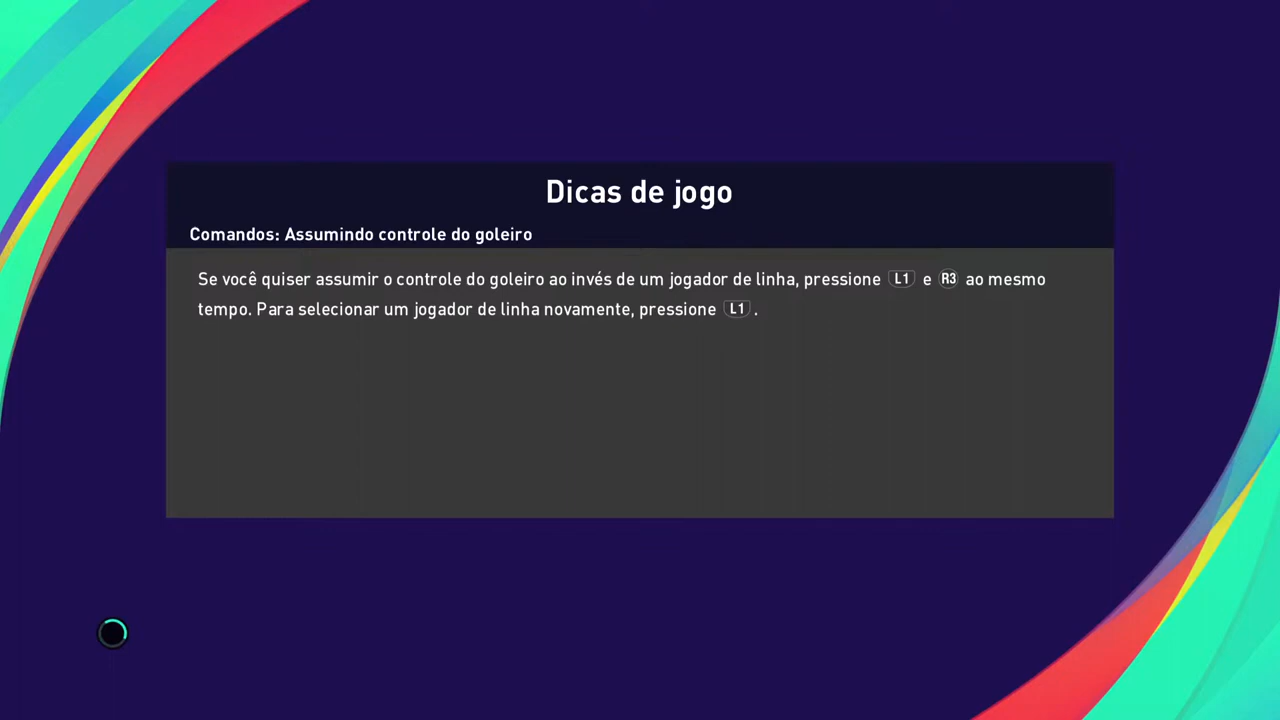 Dicas de jogo
Comandos: Assumindo controle do goleiro
Se você quiser assumir o controle do goleiro ao invés de um jogador de linha, pressione L1 e R3 ao mesmo
tempo. Para selecionar um jogador de linha novamente, pressione L1 .